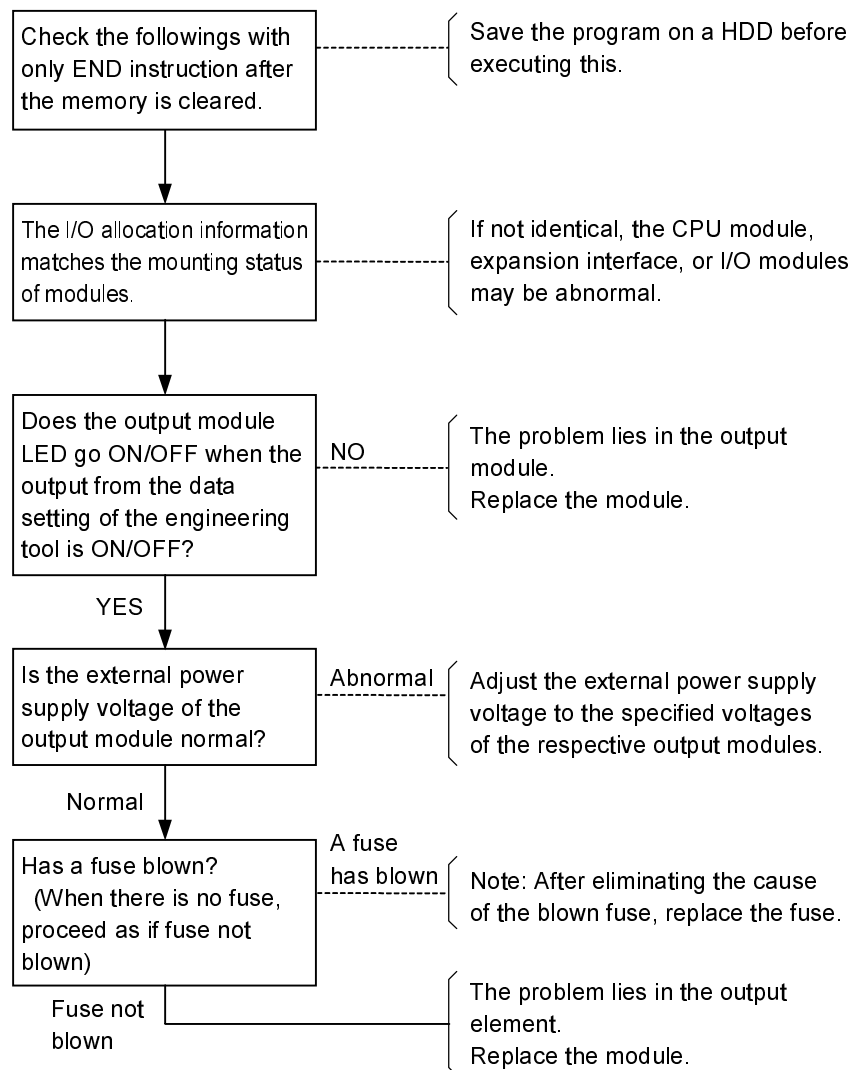 Check the followings with
only END instruction after
the memory is cleared.
Save the program on a HDD before
executing this.
The I/O allocation information
matches the mounting status
of modules.
If not identical, the CPU module,
expansion interface, or I/O modules
may be abnormal.
Does the output module
LED go ON/OFF when the
output from the data
setting of the engineering
tool is ON/OFF?
NO
The problem lies in the output
module.
Replace the module.
YES
Is the external power
supply voltage of the
output module normal?
Abnormal
Adjust the external power supply
voltage to the specified voltages
of the respective output modules.
Normal
Has a fuse blown?
(When there is no fuse,
proceed as if fuse not
blown)
A fuse
has blown
Note: After eliminating the cause
of the blown fuse, replace the fuse.
Fuse not
blown
The problem lies in the output
element.
Replace the module.